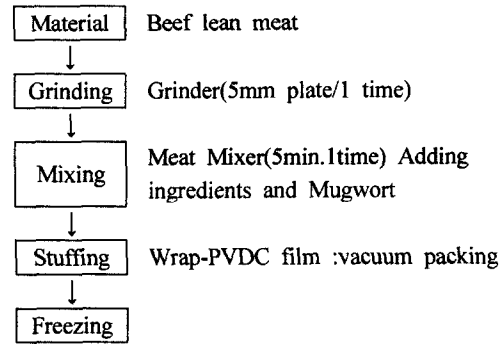 Material Beef lean meat
Grinding Grinder(5mm plate/1 time)
Mixing Meat Mixer(5min.1time) Adding
ingredients and Mugwort
Stuffing Wrap-PVDC film :vacuum packing
Freezing